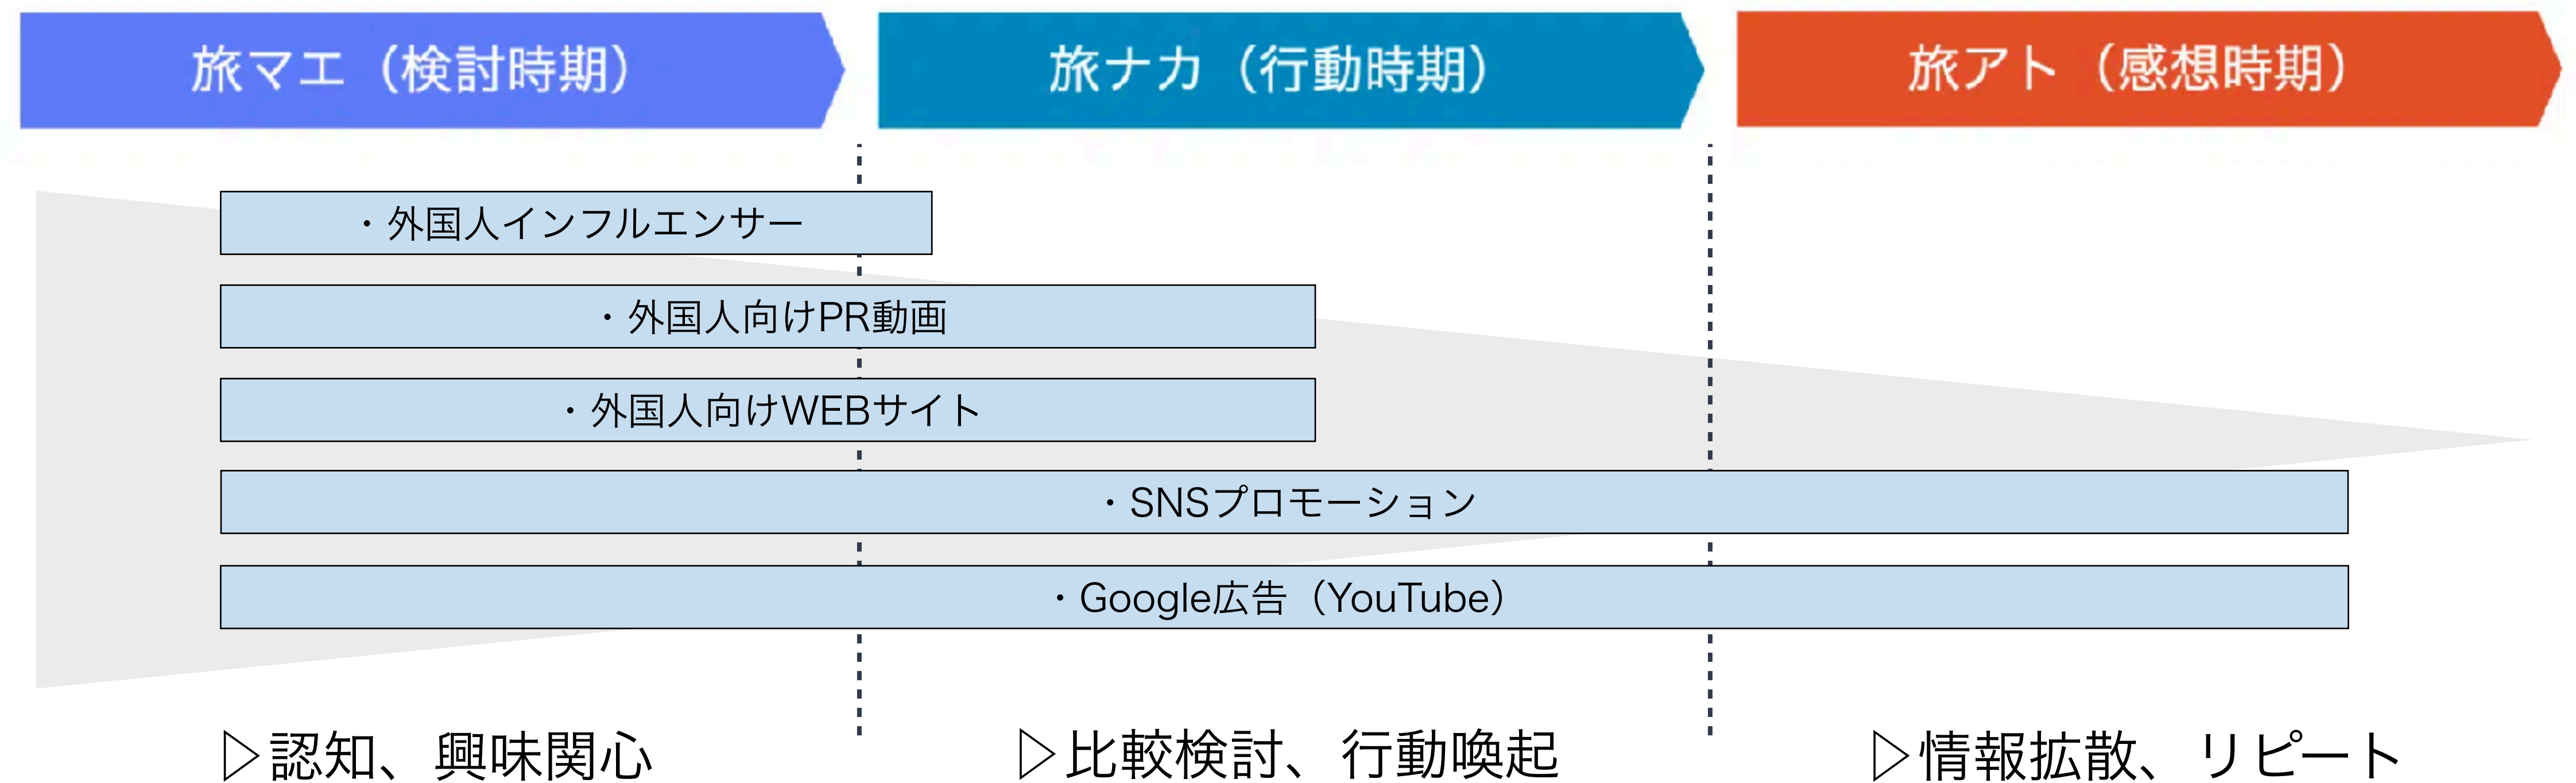 旅マエ（検討時期）
旅ナカ（行動時期）
旅アト（感想時期）
・外国人インフルエンサー
・外国人向けPR動画
・外国人向けWEBサイト
・SNSプロモーション
・Google広告（YouTube）
▷認知、興味関心
▷比較検討、行動喚起
▷情報拡散、リピート